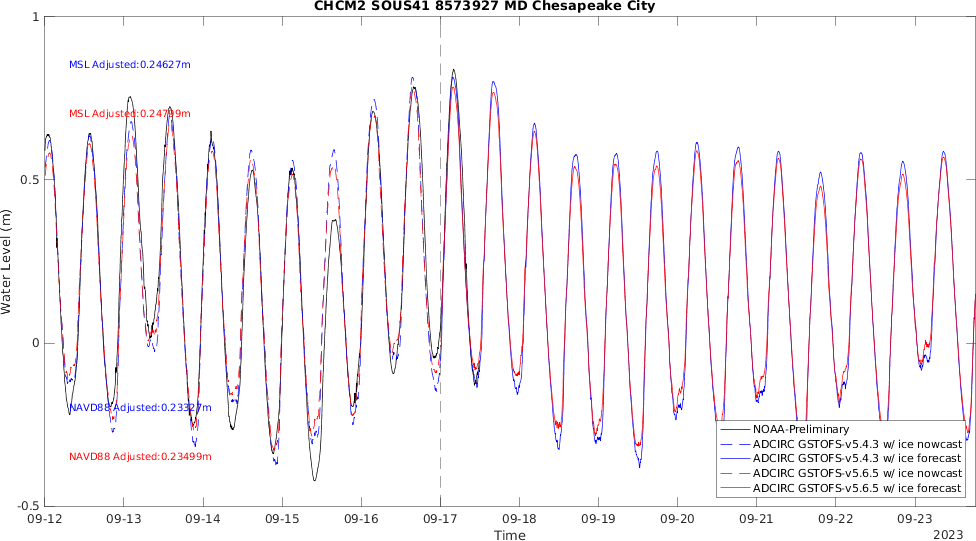 CHCM2 SOUS41 8573927 MD Chesapeake City
1
MSL Adjusted:0.24627m
MSL Adjusted:0.24799m
0.5
Water Level (m)
0
NAVD88 Adjusted:0.23327m
NAVD88 Adjusted:0.23499m
NOAA-Preliminary
ADCIRC GSTOFS-v5.4.3 w/ ice nowcast
ADCIRC GSTOFS-v5.4.3 w/ ice forecast
ADCIRC GSTOFS-v5.6.5 w/ ice nowcast
ADCIRC GSTOFS-v5.6.5 w/ ice forecast
-0.5
09-12 09-13 09-14 09-15 09-16 09-17 09-18 09-19 09-20 09-21 09-22 09-23
Time
2023